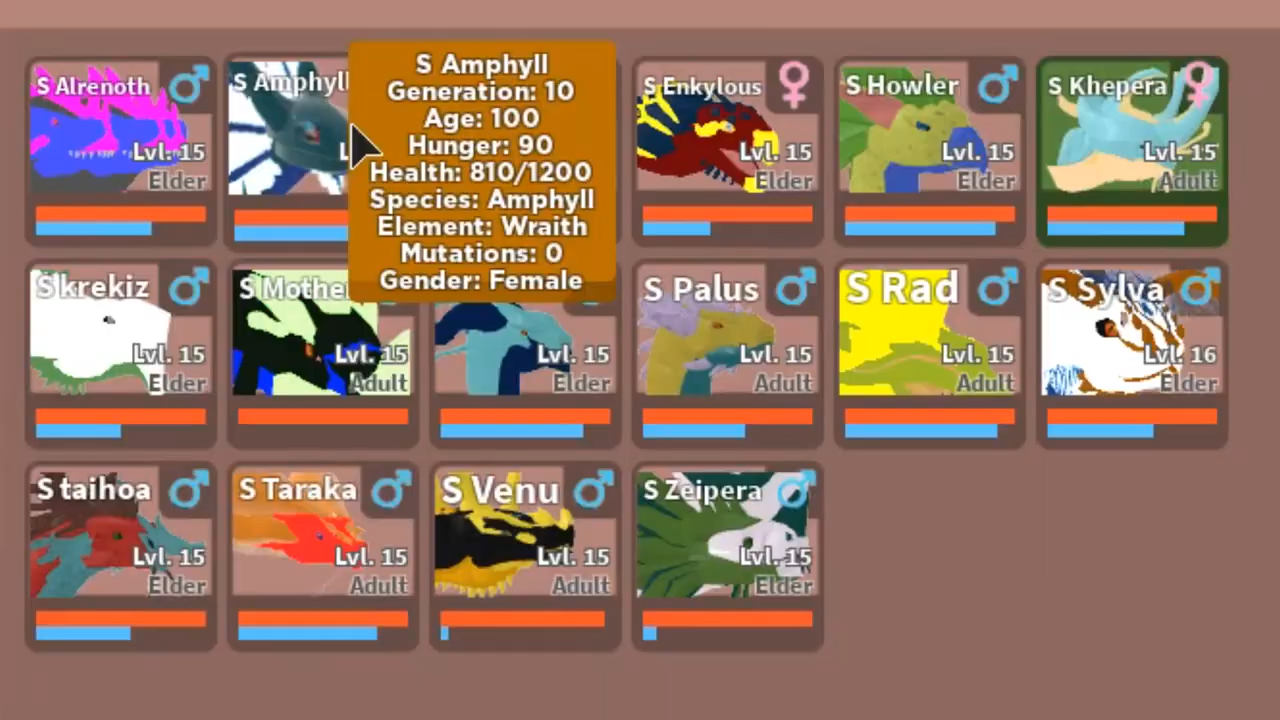 S Alrenoth
Lvl. 15
Elder
S Amphyll
S Amphyll
Generation: 10
Age: 100
Hunger: 90
Health: 810/1200
Species: Amphyll
Element: Wraith
Mutations: 0
Gender: Female
S Enkylous
Lvl. 15
Elder
S Howler
Lvl. 15
Elder
S Khepera
Lvl. 15
Adult
S krekiz
Lvl. 15
Elder
S Mothe
Lvl. 15
Adult
Lvl. 15
Elder
S Palus
Lvl. 15
Adult
S Rad
Lvl. 15
Adult
S Sylva
Lvl. 16
Elder
S taihoa
Lvl. 15
Elder
S Taraka
Lvl. 15
Adult
S Venu
Lvl. 15
Adult
S Zeipera
Lvl. 15
Elder